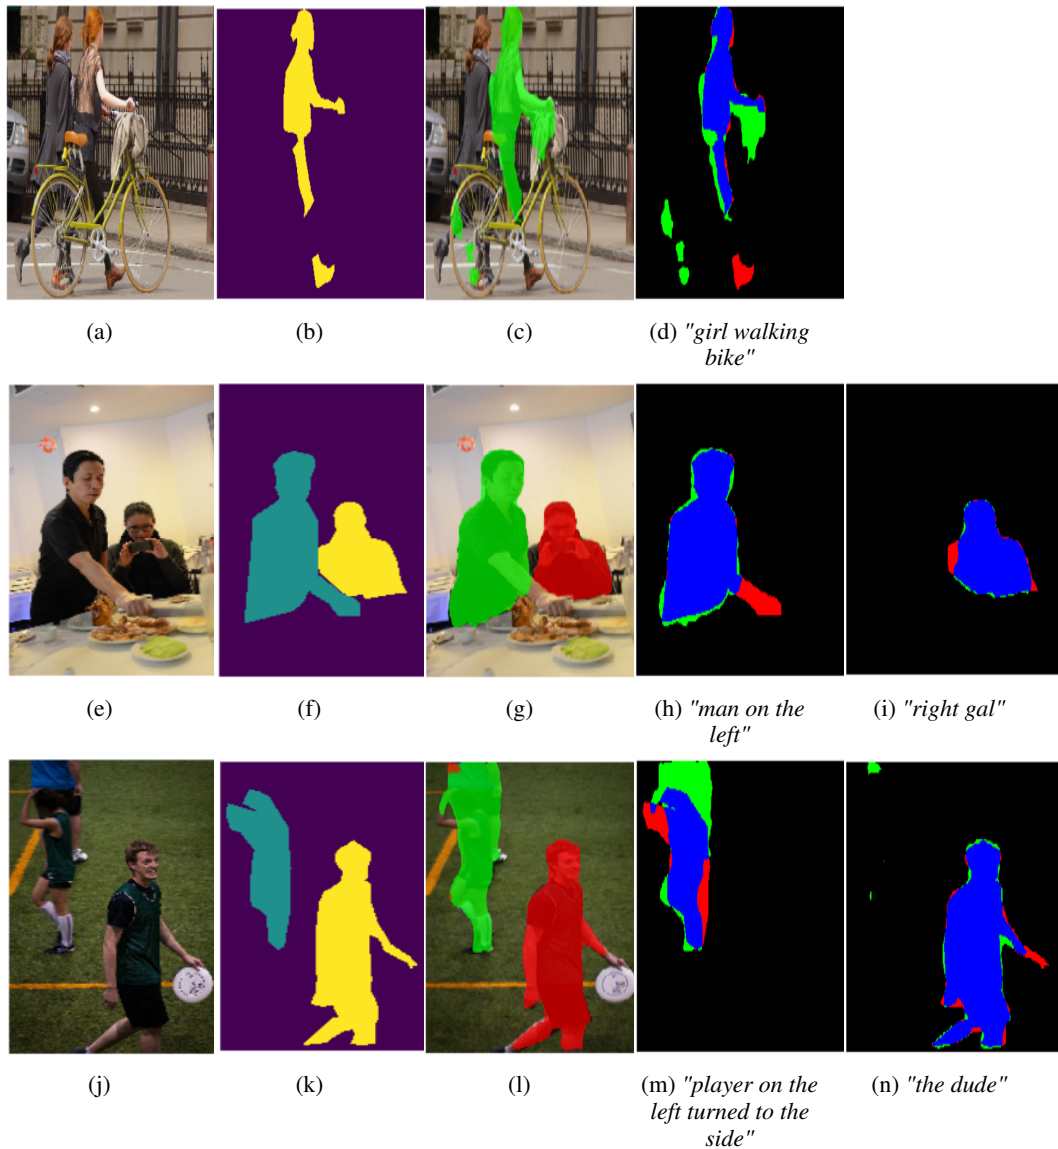 (a)
(b)
(c)
(d) "girl walking
bike"
(e)
(f)
(g)
(h) "man on the
left"
(i) "right gal"
(j)
(k)
(l)
(m) "player on the
left turned to the
side"
(n) "the dude"